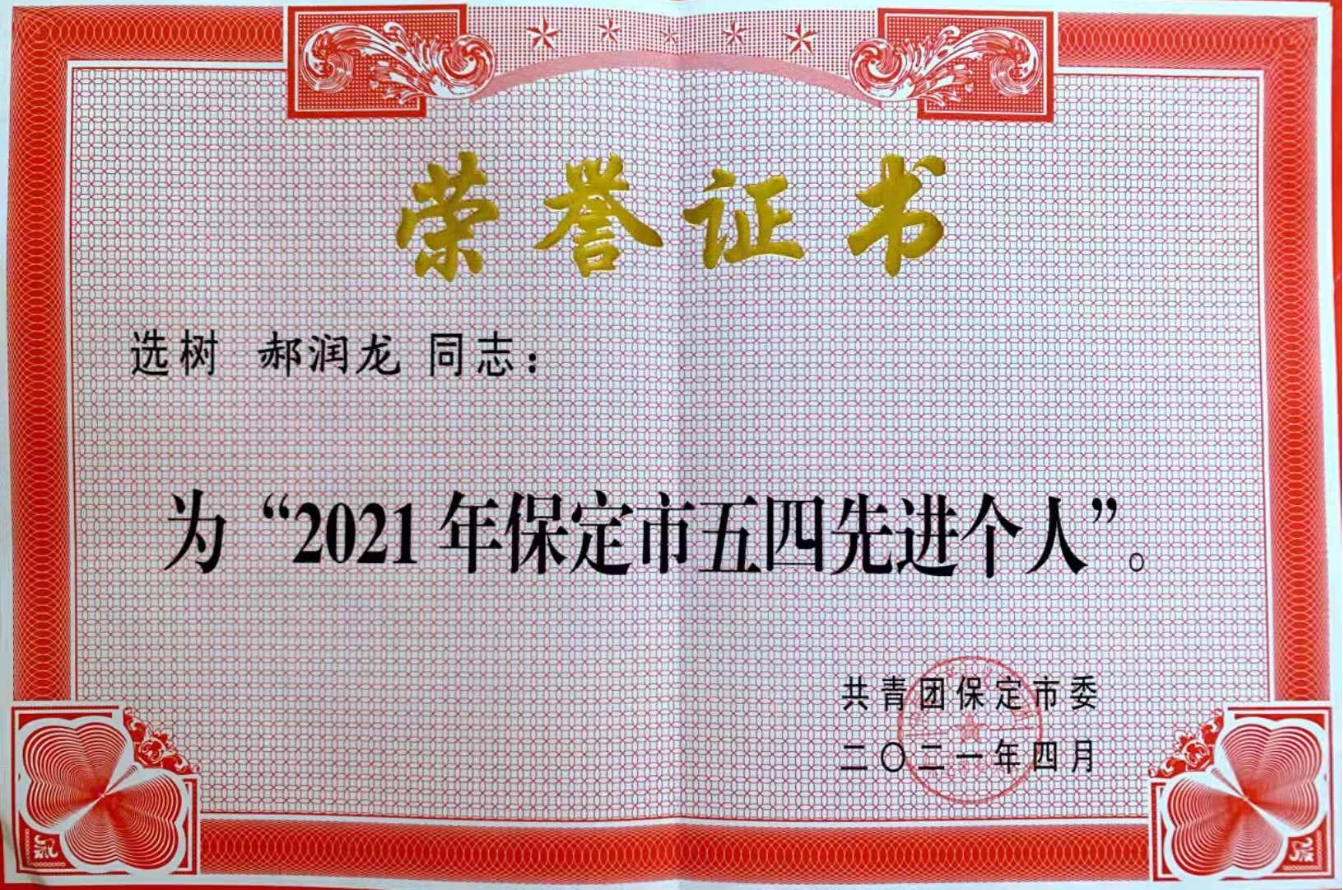 荣誉证书
选树 郝润龙 同志：
为“2021年保定市五四先进个人”。
共青团保定市委
二〇二一年四月